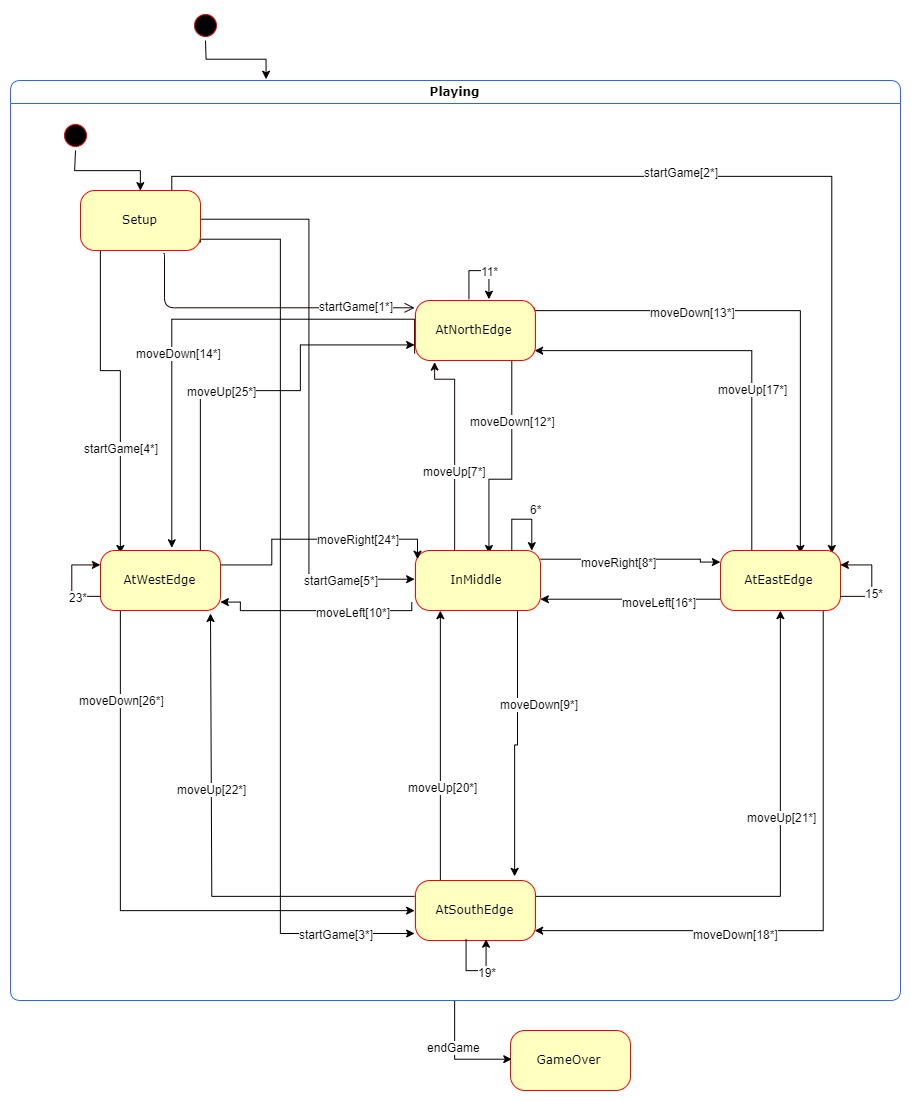 Playing
startGame[2*]
Setup
11*
startGame[1*]
moveDown[13*]
AtNorthEdge
moveDown[14*]
moveUp[25*]
moveUp[17*]
moveDown[12*]
startGame[4*]
moveUp[7*]
6*
moveRight[24*]
moveRight[8*]
AtWestEdge
startGame[5*]
InMiddle
AtEastEdge
23*
15*
moveLeft[16*]
moveLeft[10*]
moveDown[26*]
moveDown[9*]
moveUp[22*]
moveUp[20*]
moveUp[21*]
AtSouthEdge
startGame[3*]
moveDown[18*]
19*
endGame
GameOver